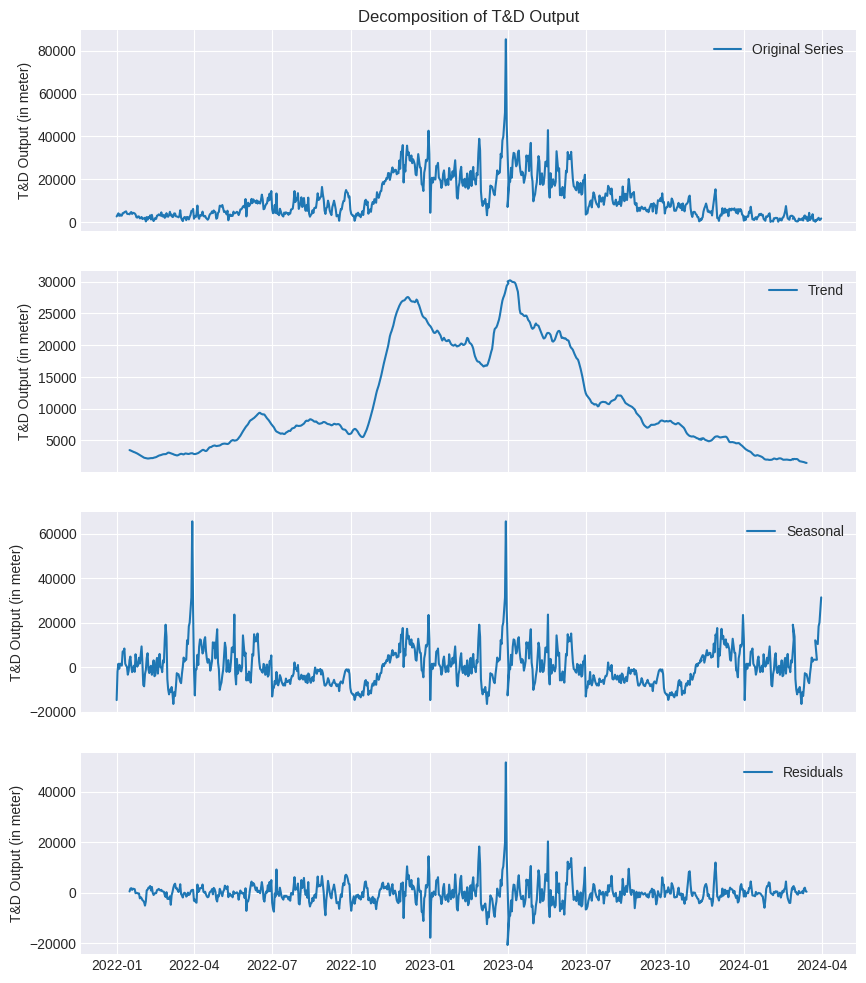 Decomposition of T&D Output
T&D Output (in meter)
80000
60000
40000
20000
0
Original Series
T&D Output (in meter)
30000
25000
20000
15000
10000
5000
Trend
T&D Output (in meter)
60000
40000
20000
0
−20000
Seasonal
T&D Output (in meter)
40000
20000
0
−20000
Residuals
2022-01 2022-04 2022-07 2022-10 2023-01 2023-04 2023-07 2023-10 2024-01 2024-04